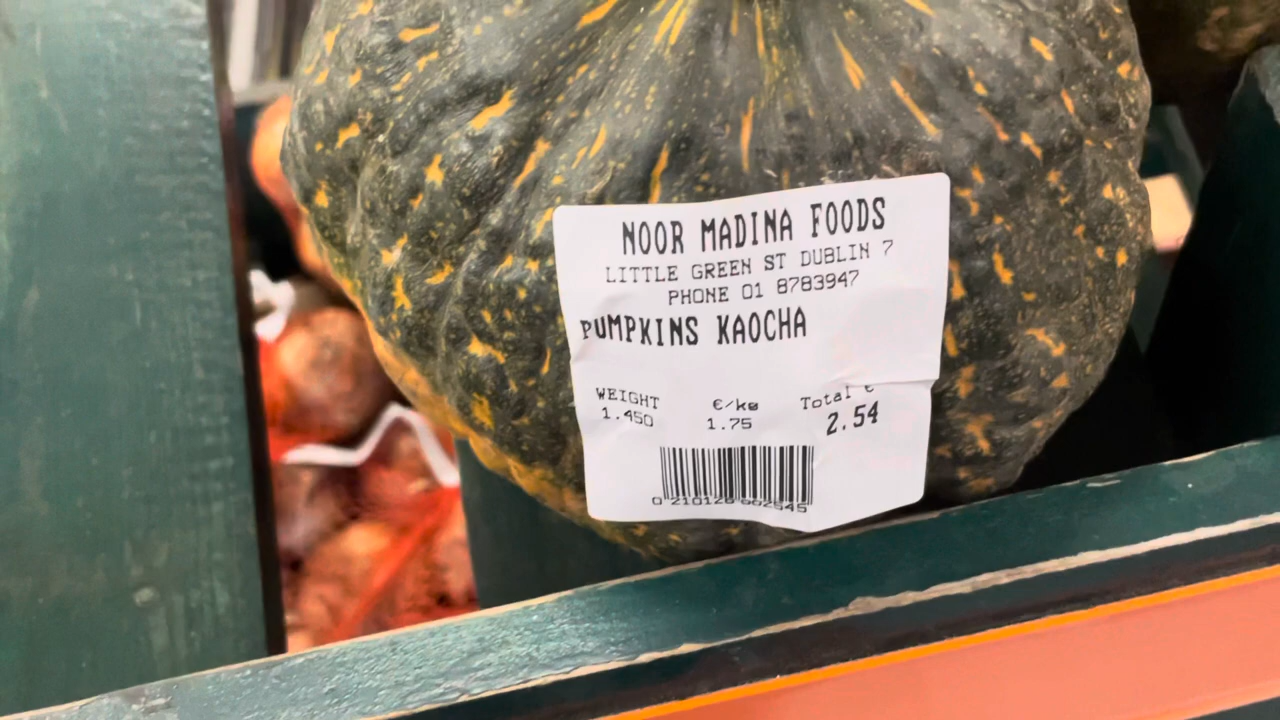 NOOR MADINA FOODS
LITTLE GREEN ST DUBLIN 7
PHONE 01 8783947
PUMPKINS KAOCHA
WEIGHT €/kg Total €
1.450 1.75 2.54